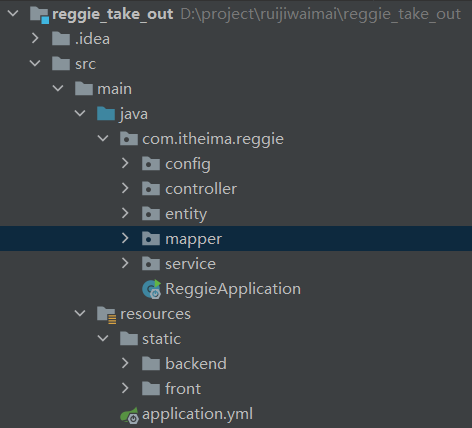 reggie_take_out D:\project\ruijiwaimai\reggie_take_out
.idea
src
main
java
com.itheima.reggie
config
controller
entity
mapper
service
ReggieApplication
resources
static
backend
front
application.yml